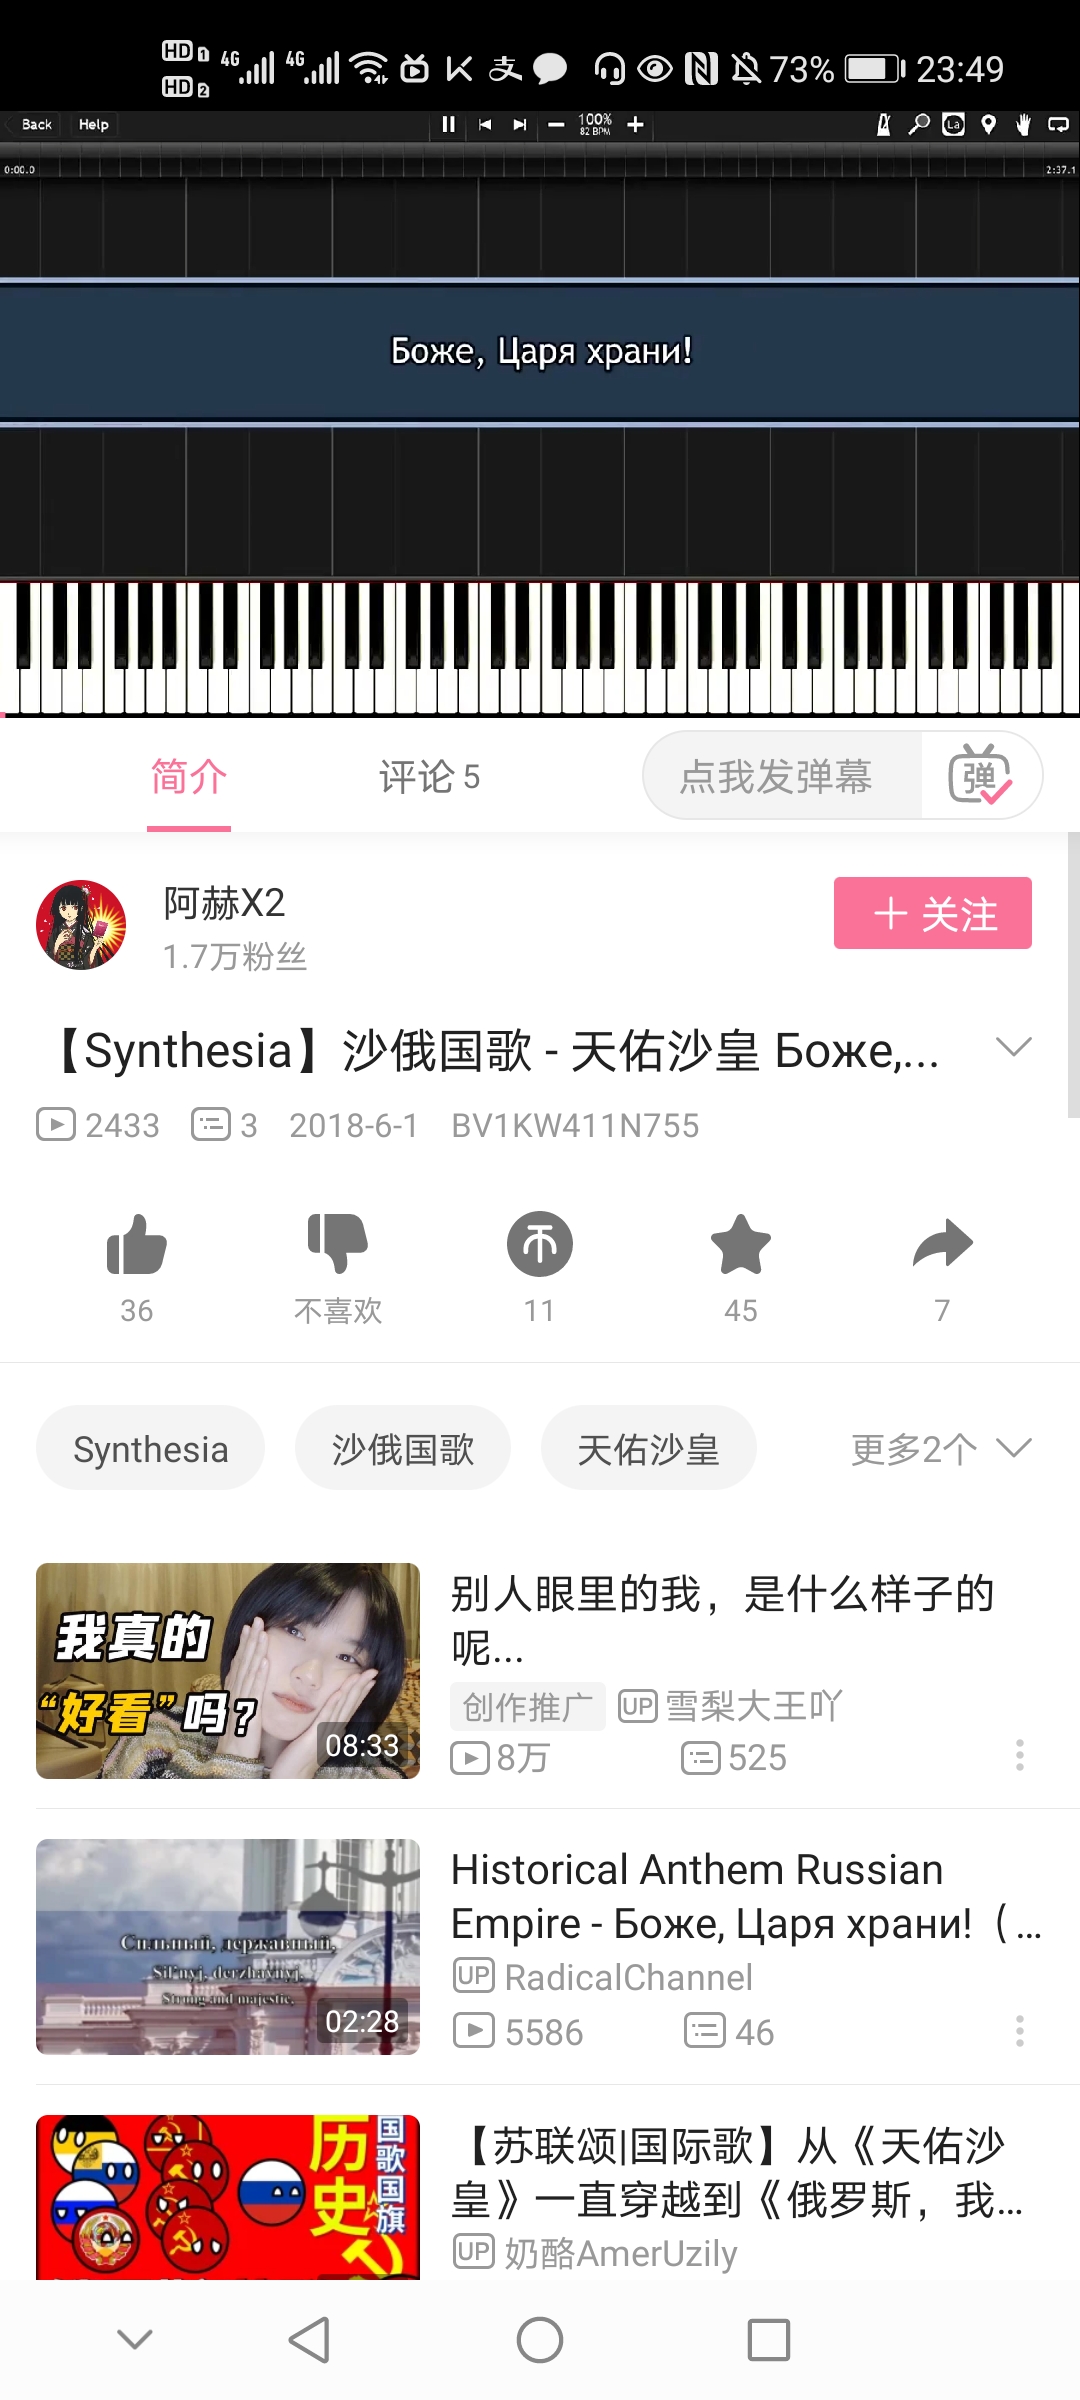 HD 1 4G 4G 73% 23:49
HD 2
Back Help 100% La
82 BPM
0:00.0 2:37.1
Боже, Царя храни!
简介 评论 5 点我发弹幕 弹
阿赫X2
1.7万粉丝 + 关注
【Synthesia】沙俄国歌 - 天佑沙皇 Боже,...
2433 3 2018-6-1 BV1KW411N755
36 不喜欢 11 45 7
Synthesia 沙俄国歌 天佑沙皇 更多2个
我真的
“好看”吗?
08:33
别人眼里的我，是什么样子的
呢...
创作推广 UP 雪梨大王吖
8万 525
Сильный, державный,
Sil'nyj, derzhavnyj,
Strong and majestic,
02:28
Historical Anthem Russian
Empire - Боже, Царя храни!（...
UP RadicalChannel
5586 46
历史
国歌国旗
【苏联颂|国际歌】从《天佑沙
皇》一直穿越到《俄罗斯，我...
UP 奶酪AmerUzily